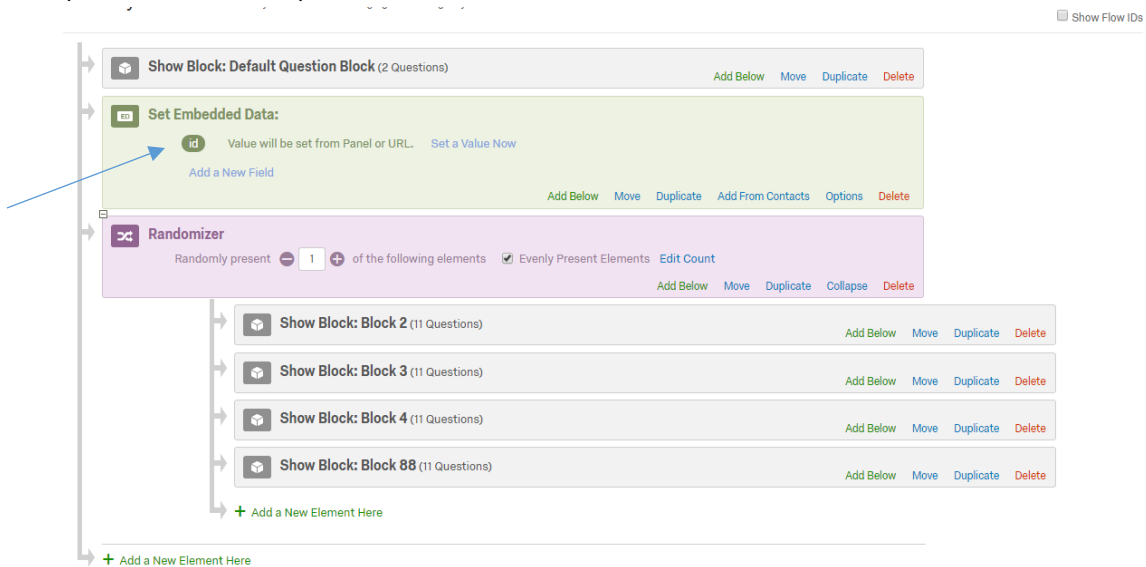 Show Flow IDs
Show Block: Default Question Block (2 Questions)
Add Below Move Duplicate Delete
ED Set Embedded Data:
id Value will be set from Panel or URL. Set a Value Now
Add a New Field
Add Below Move Duplicate Add From Contacts Options Delete
Randomizer
Randomly present 1 of the following elements Evenly Present Elements Edit Count
Add Below Move Duplicate Collapse Delete
Show Block: Block 2 (11 Questions)
Add Below Move Duplicate Delete
Show Block: Block 3 (11 Questions)
Add Below Move Duplicate Delete
Show Block: Block 4 (11 Questions)
Add Below Move Duplicate Delete
Show Block: Block 88 (11 Questions)
Add Below Move Duplicate Delete
+ Add a New Element Here
+ Add a New Element Here